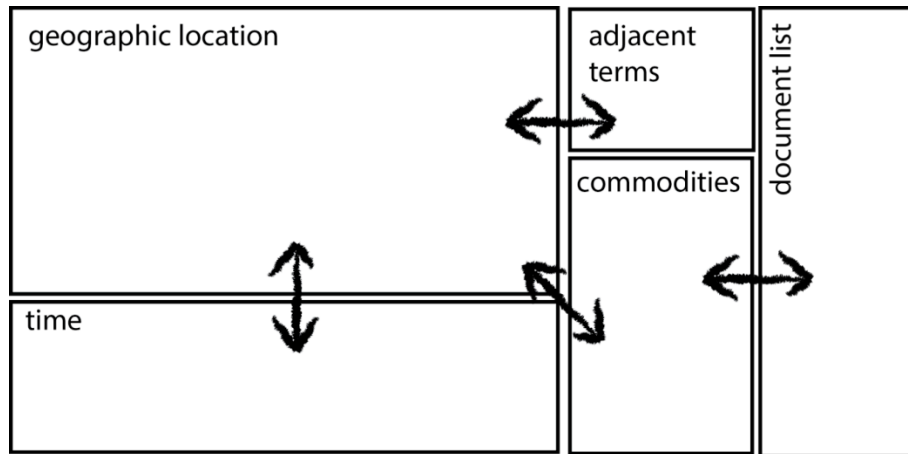 geographic location
adjacent
terms
document list
commodities
time